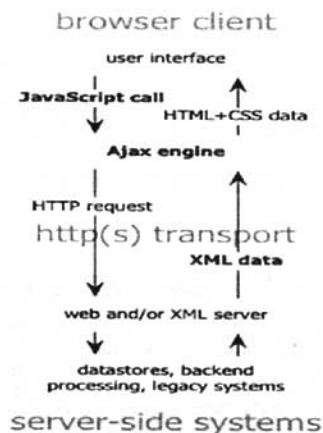 browser client
user interface
JavaScript call
HTML+CSS data
Ajax engine
HTTP request
http(s) transport
XML data
web and/or XML server
datastores, backend
processing, legacy systems
server-side systems